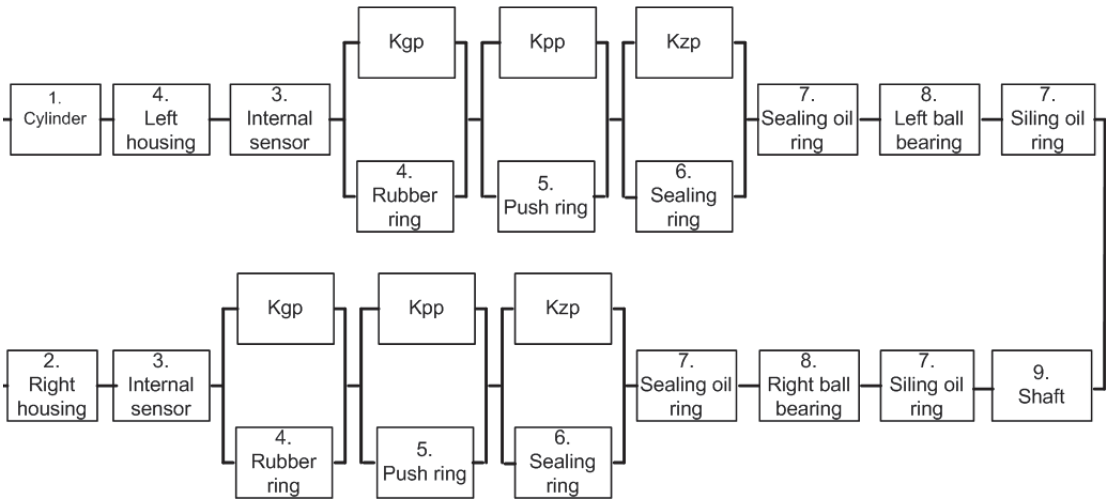 Kgp
Kpp
Kzp
1.
Cylinder
4.
Left
housing
3.
Internal
sensor
7.
Sealing oil
ring
8.
Left ball
bearing
7.
Siling oil
ring
4.
Rubber
ring
5.
Push ring
6.
Sealing
ring
Kgp
Kpp
Kzp
2.
Right
housing
3.
Internal
sensor
7.
Sealing oil
ring
8.
Right ball
bearing
7.
Siling oil
ring
9.
Shaft
4.
Rubber
ring
5.
Push ring
6.
Sealing
ring